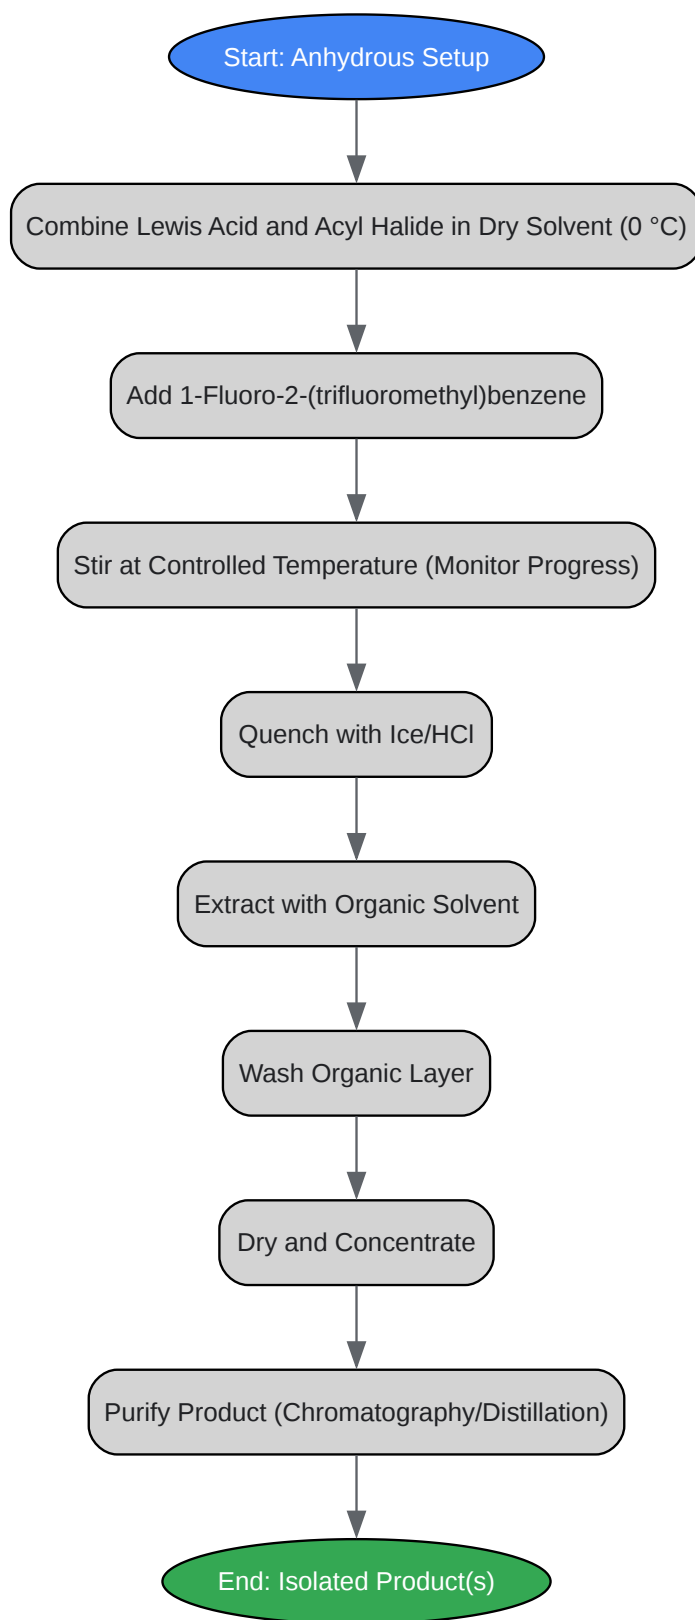 Start: Anhydrous Setup
Combine Lewis Acid and Acyl Halide in Dry Solvent (0 °C)
Add 1-Fluoro-2-(trifluoromethyl)benzene
Stir at Controlled Temperature (Monitor Progress)
Quench with Ice/HCl
Extract with Organic Solvent
Wash Organic Layer
Dry and Concentrate
Purify Product (Chromatography/Distillation)
End: Isolated Product(s)